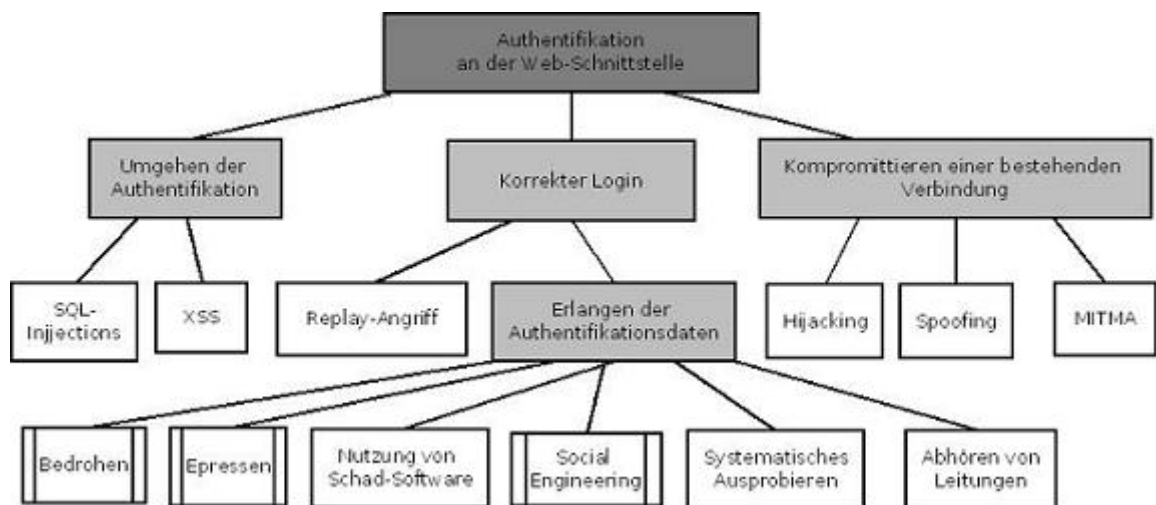 Authentifikation
an der Web-Schnittstelle
Umgehen der
Authentifikation
Korrekter Login
Kompromittieren einer bestehenden
Verbindung
SQL-
Injjections
XSS
Replay-Angriff
Erlangen der
Authentifikationsdaten
Hijacking
Spoofing
MITMA
Bedrohen
Epressen
Nutzung von
Schad-Software
Social
Engineering
Systematisches
Ausprobieren
Abhören von
Leitungen